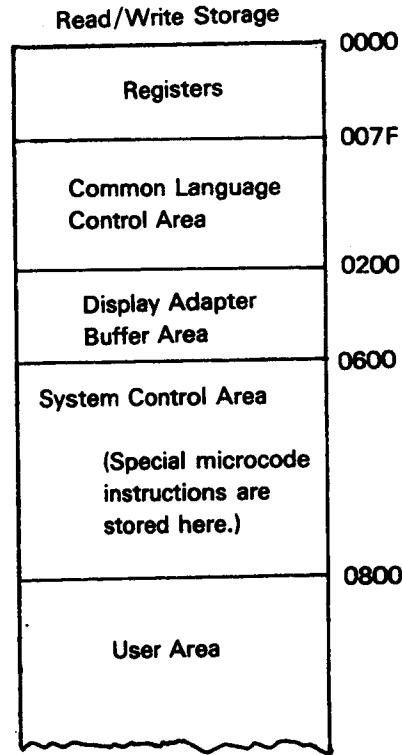 Read/Write Storage
0000
Registers
007F
Common Language
Control Area
0200
Display Adapter
Buffer Area
0600
System Control Area
(Special microcode
instructions are
stored here.)
0800
User Area